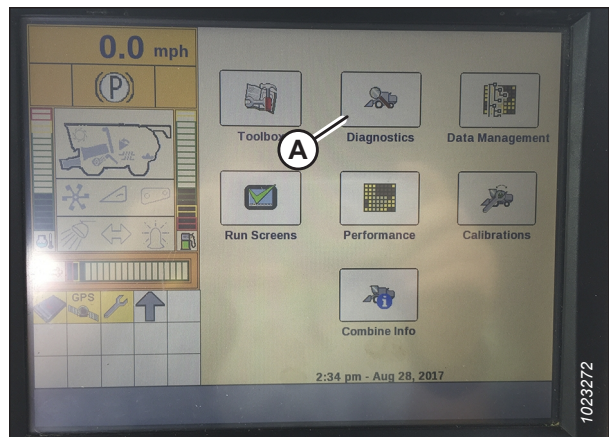 0.0 mph
(P)
Toolbox
A
Diagnostics
Data Management
Run Screens
Performance
Calibrations
GPS
Combine Info
2:34 pm - Aug 28, 2017
1023272